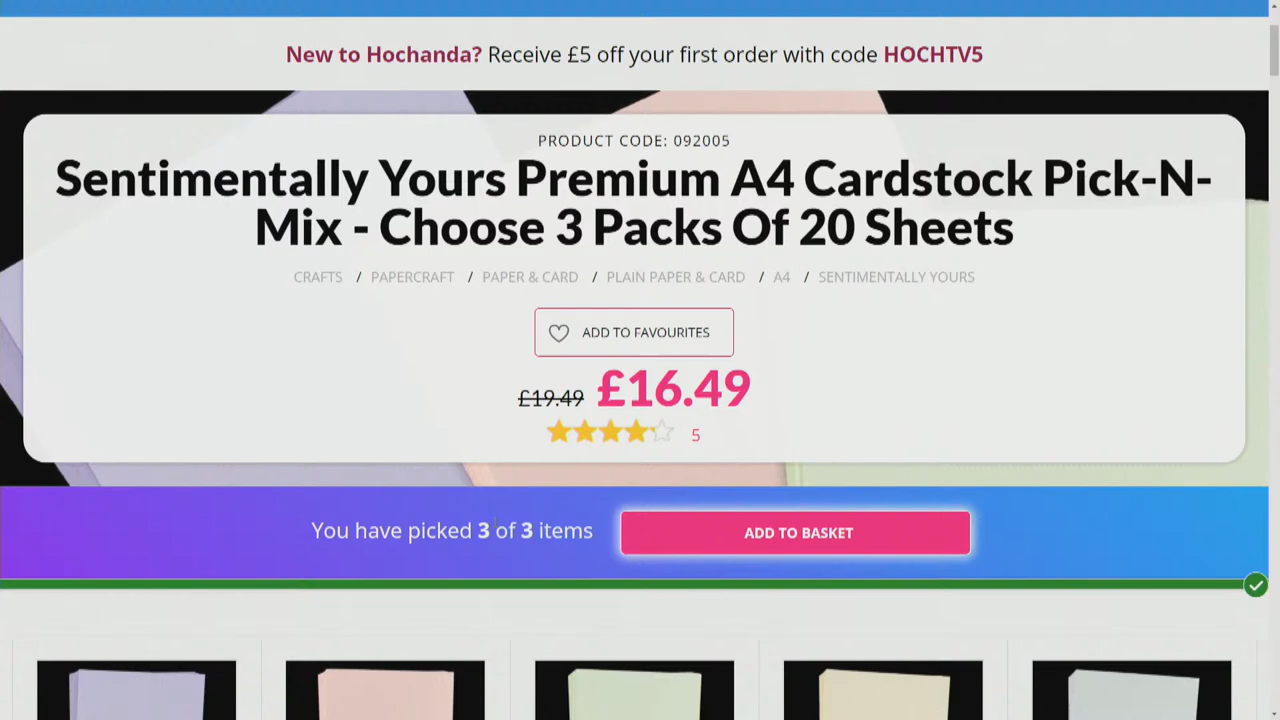 New to Hochanda? Receive £5 off your first order with code HOCHTV5
PRODUCT CODE: 092005
Sentimentally Yours Premium A4 Cardstock Pick-N-
Mix - Choose 3 Packs Of 20 Sheets
CRAFTS / PAPERCRAFT / PAPER & CARD / PLAIN PAPER & CARD / A4 / SENTIMENTALLY YOURS
ADD TO FAVOURITES
£19.49 £16.49
5
You have picked 3 of 3 items
ADD TO BASKET